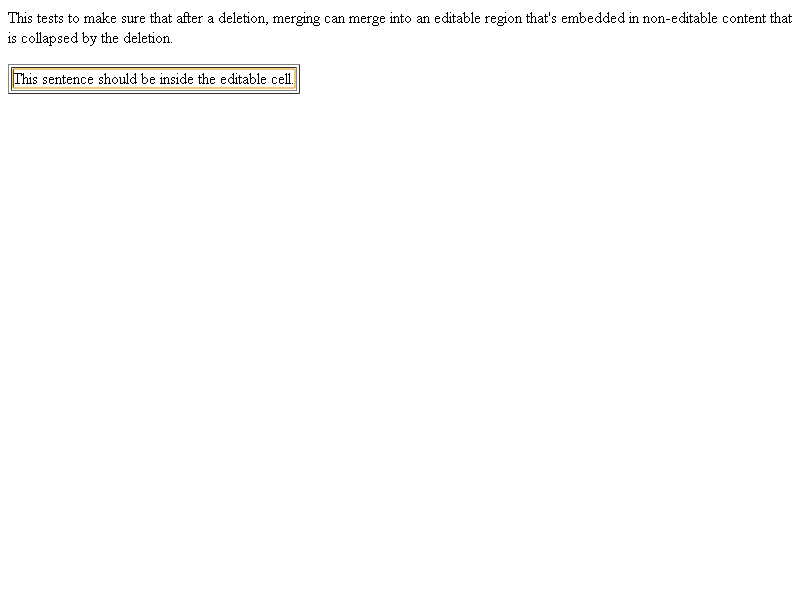 This tests to make sure that after a deletion, merging can merge into an editable region that's embedded in non-editable content that
is collapsed by the deletion.
This sentence should be inside the editable cell.